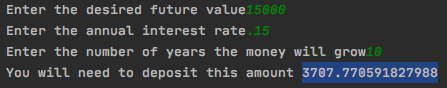 Enter the desired future value15000
Enter the annual interest rate.15
Enter the number of years the money will grow10
You will need to deposit this amount 3707.770591827988